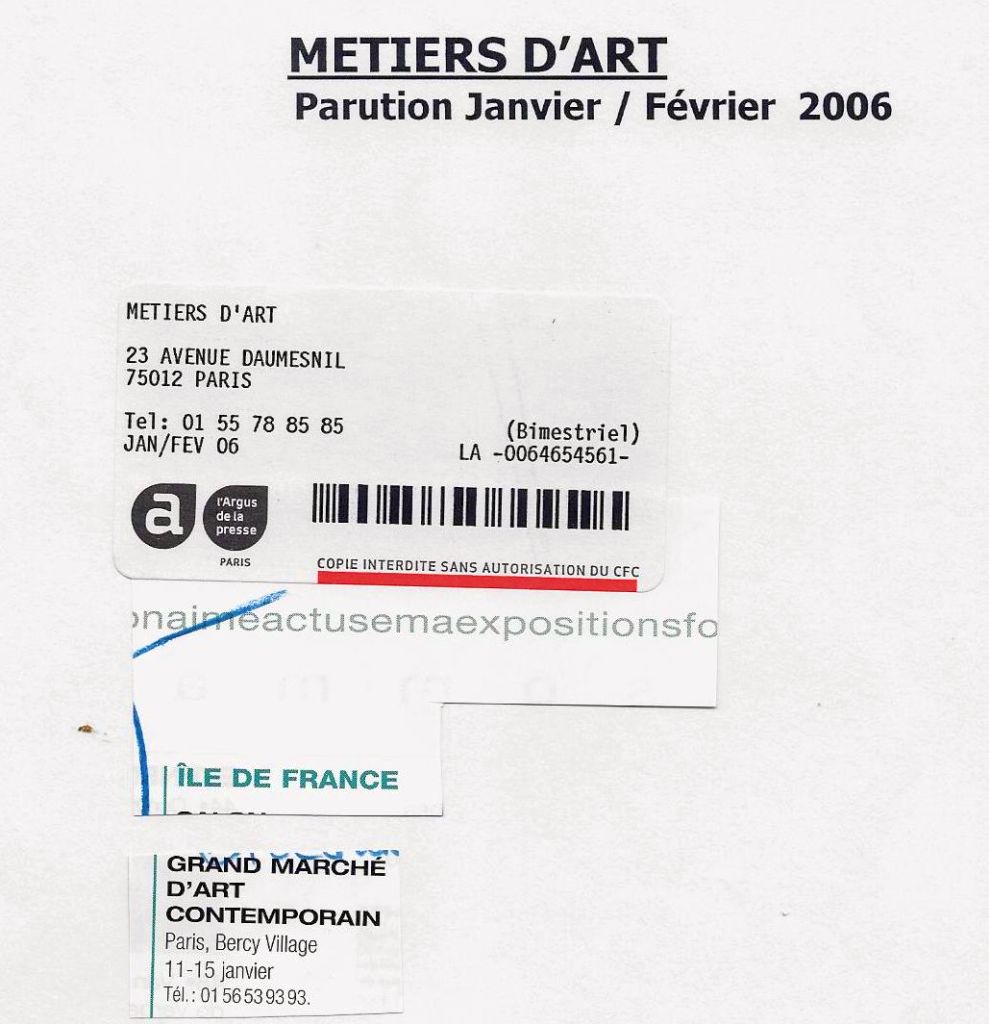 METIERS D'ART
Parution Janvier / Février 2006
METIERS D'ART
23 AVENUE DAUMESNIL
75012 PARIS
Tel: 01 55 78 85 85
(Bimestriel)
JAN/FEV 06
LA -0064654561-
a
l'Argus
de la
presse
PARIS
COPIE INTERDITE SANS AUTORISATION DU CFC
onaimeactusemaexpositionsfo
ÎLE DE FRANCE
GRAND MARCHÉ
D'ART
CONTEMPORAIN
Paris, Bercy Village
11-15 janvier
Tél.: 01 56 53 93 93.